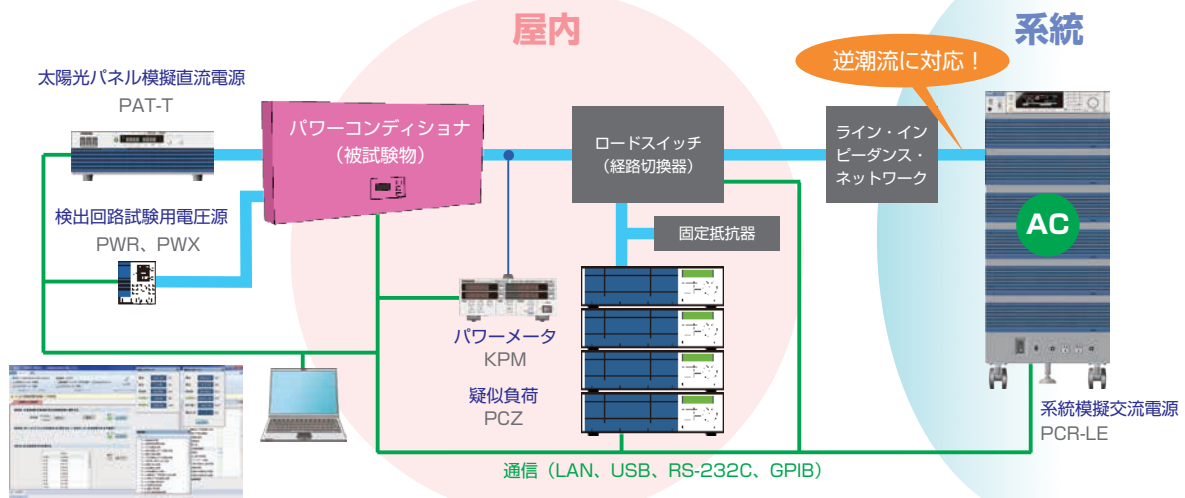 屋内
系統
逆潮流に対応！
太陽光パネル模擬直流電源
PAT-T
パワーコンディショナ
（被試験物）
ロードスイッチ
（経路切換器）
ライン・イン
ピーダンス・
ネットワーク
検出回路試験用電圧源
PWR、PWX
固定抵抗器
AC
パワーメータ
KPM
疑似負荷
PCZ
系統模擬交流電源
PCR-LE
通信（LAN、USB、RS-232C、GPIB）